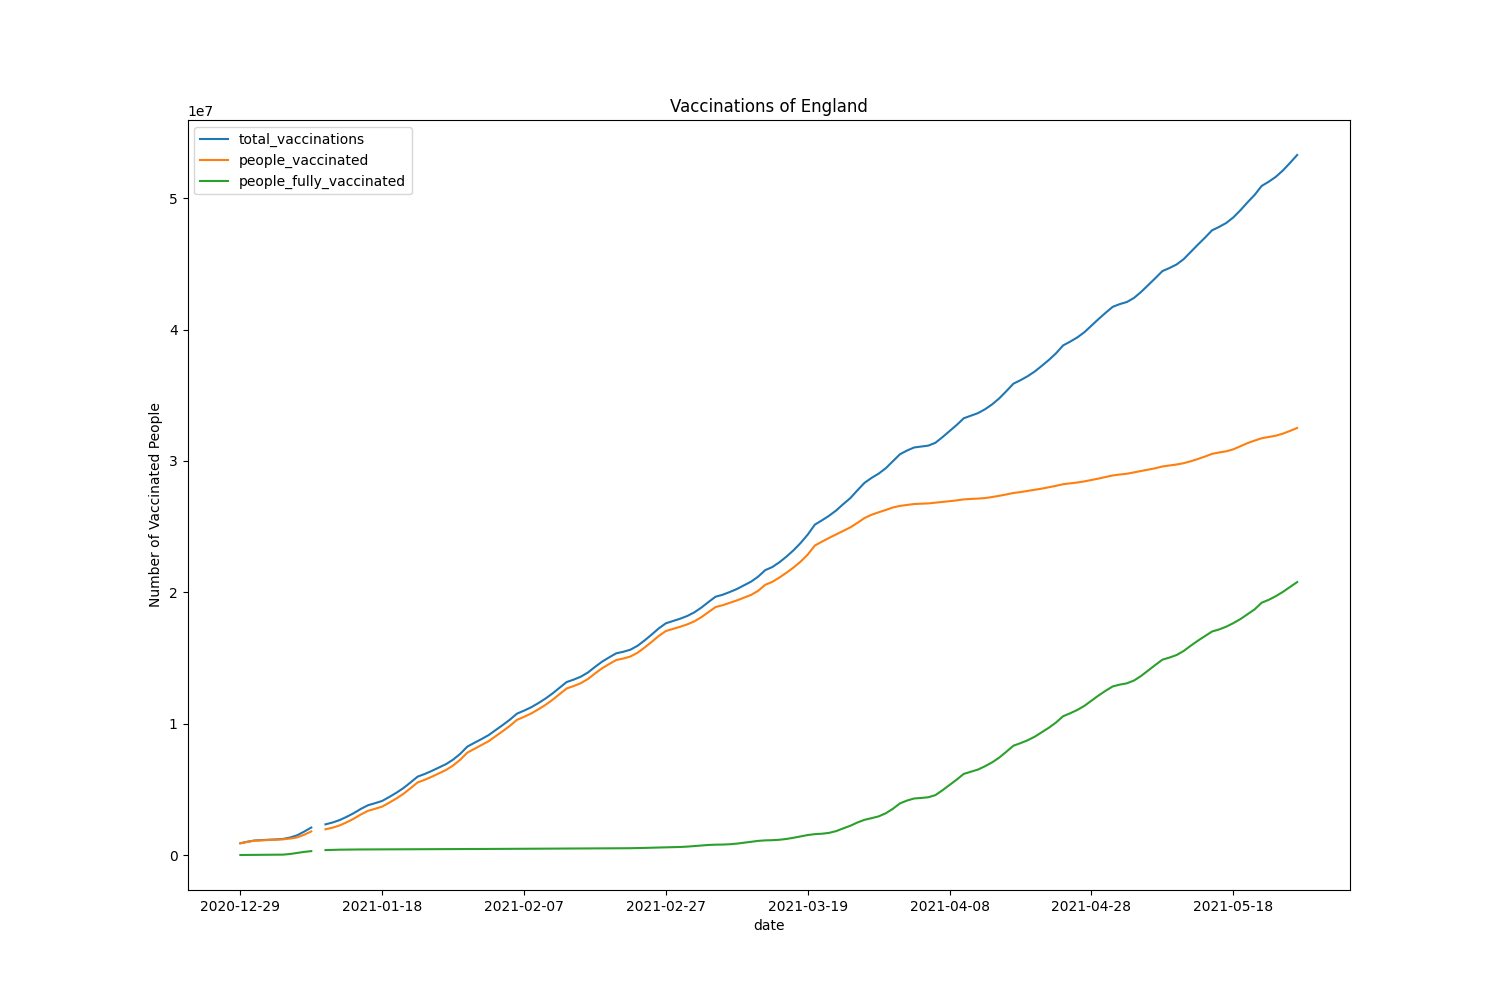 Vaccinations of England
1e7
total_vaccinations
people_vaccinated
people_fully_vaccinated
5
4
3
2
1
0
Number of Vaccinated People
2020-12-29 2021-01-18 2021-02-07 2021-02-27 2021-03-19 2021-04-08 2021-04-28 2021-05-18
date